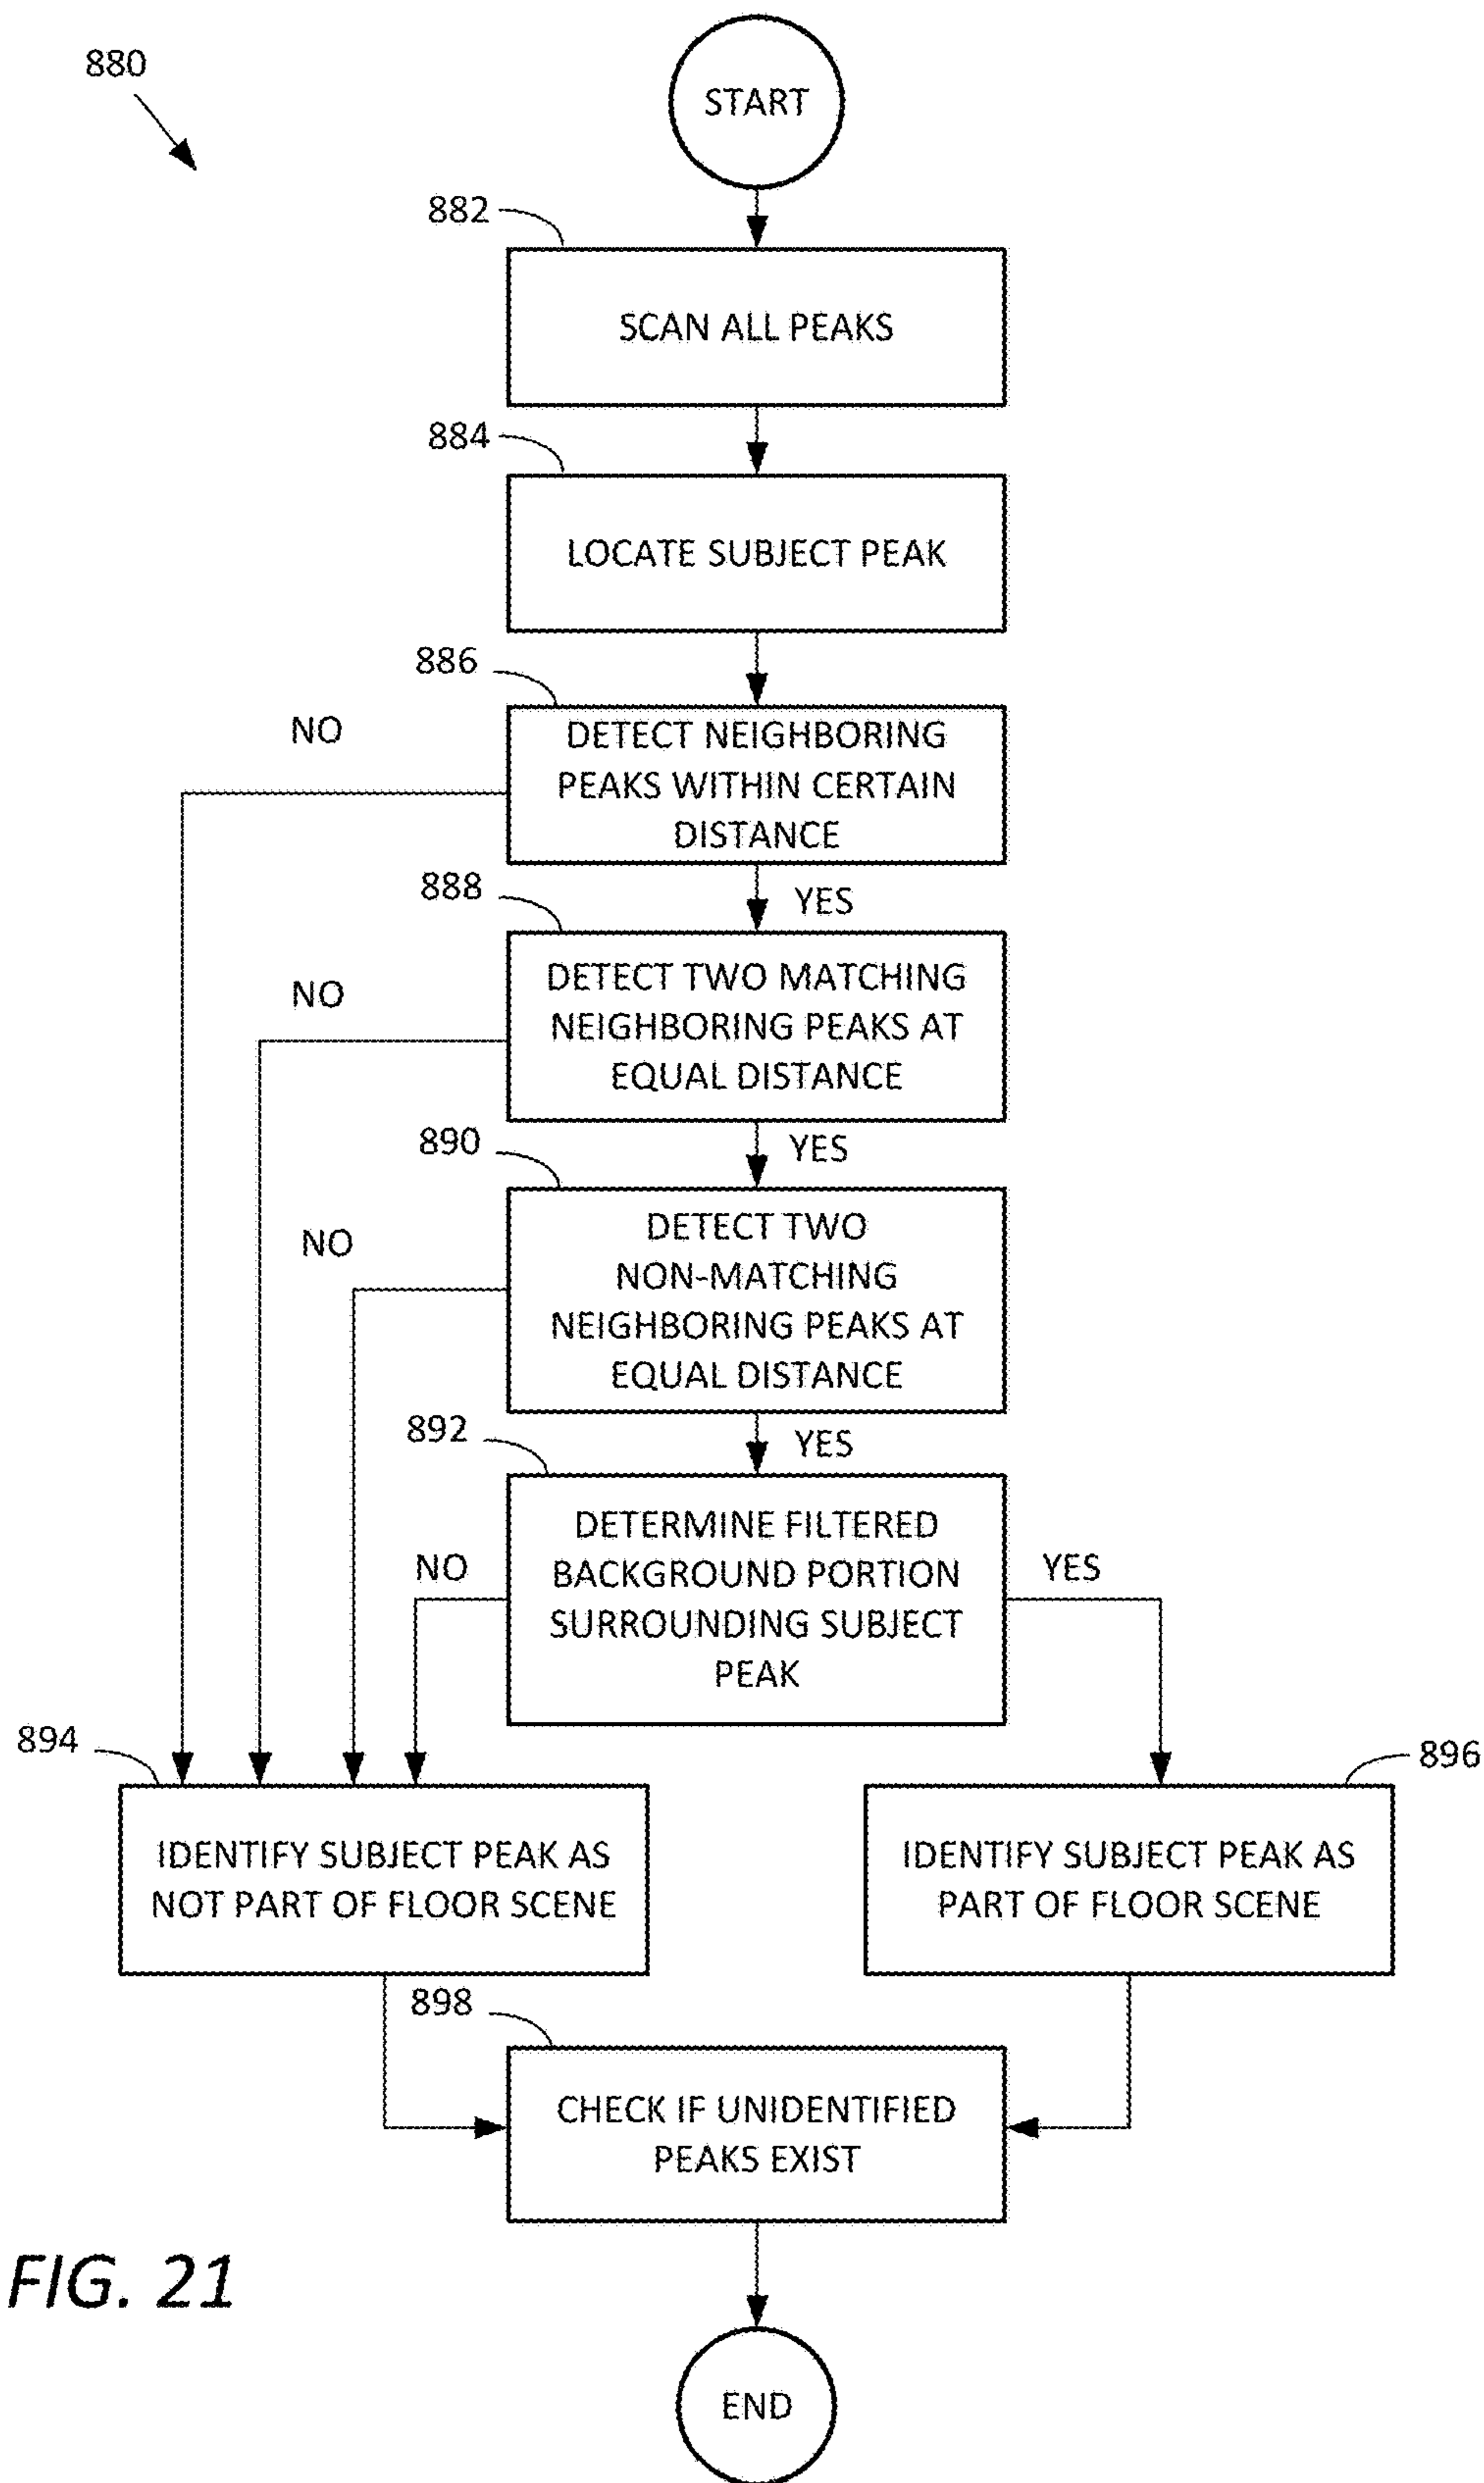 880
START
882
SCAN ALL PEAKS
884
LOCATE SUBJECT PEAK
886
NO
DETECT NEIGHBORING
PEAKS WITHIN CERTAIN
DISTANCE
888
YES
NO
DETECT TWO MATCHING
NEIGHBORING PEAKS AT
EQUAL DISTANCE
890
YES
NO
DETECT TWO
NON-MATCHING
NEIGHBORING PEAKS AT
EQUAL DISTANCE
892
YES
NO
DETERMINE FILTERED
BACKGROUND PORTION
SURROUNDING SUBJECT
PEAK
YES
894
IDENTIFY SUBJECT PEAK AS
NOT PART OF FLOOR SCENE
896
IDENTIFY SUBJECT PEAK AS
PART OF FLOOR SCENE
898
CHECK IF UNIDENTIFIED
PEAKS EXIST
FIG. 21
END